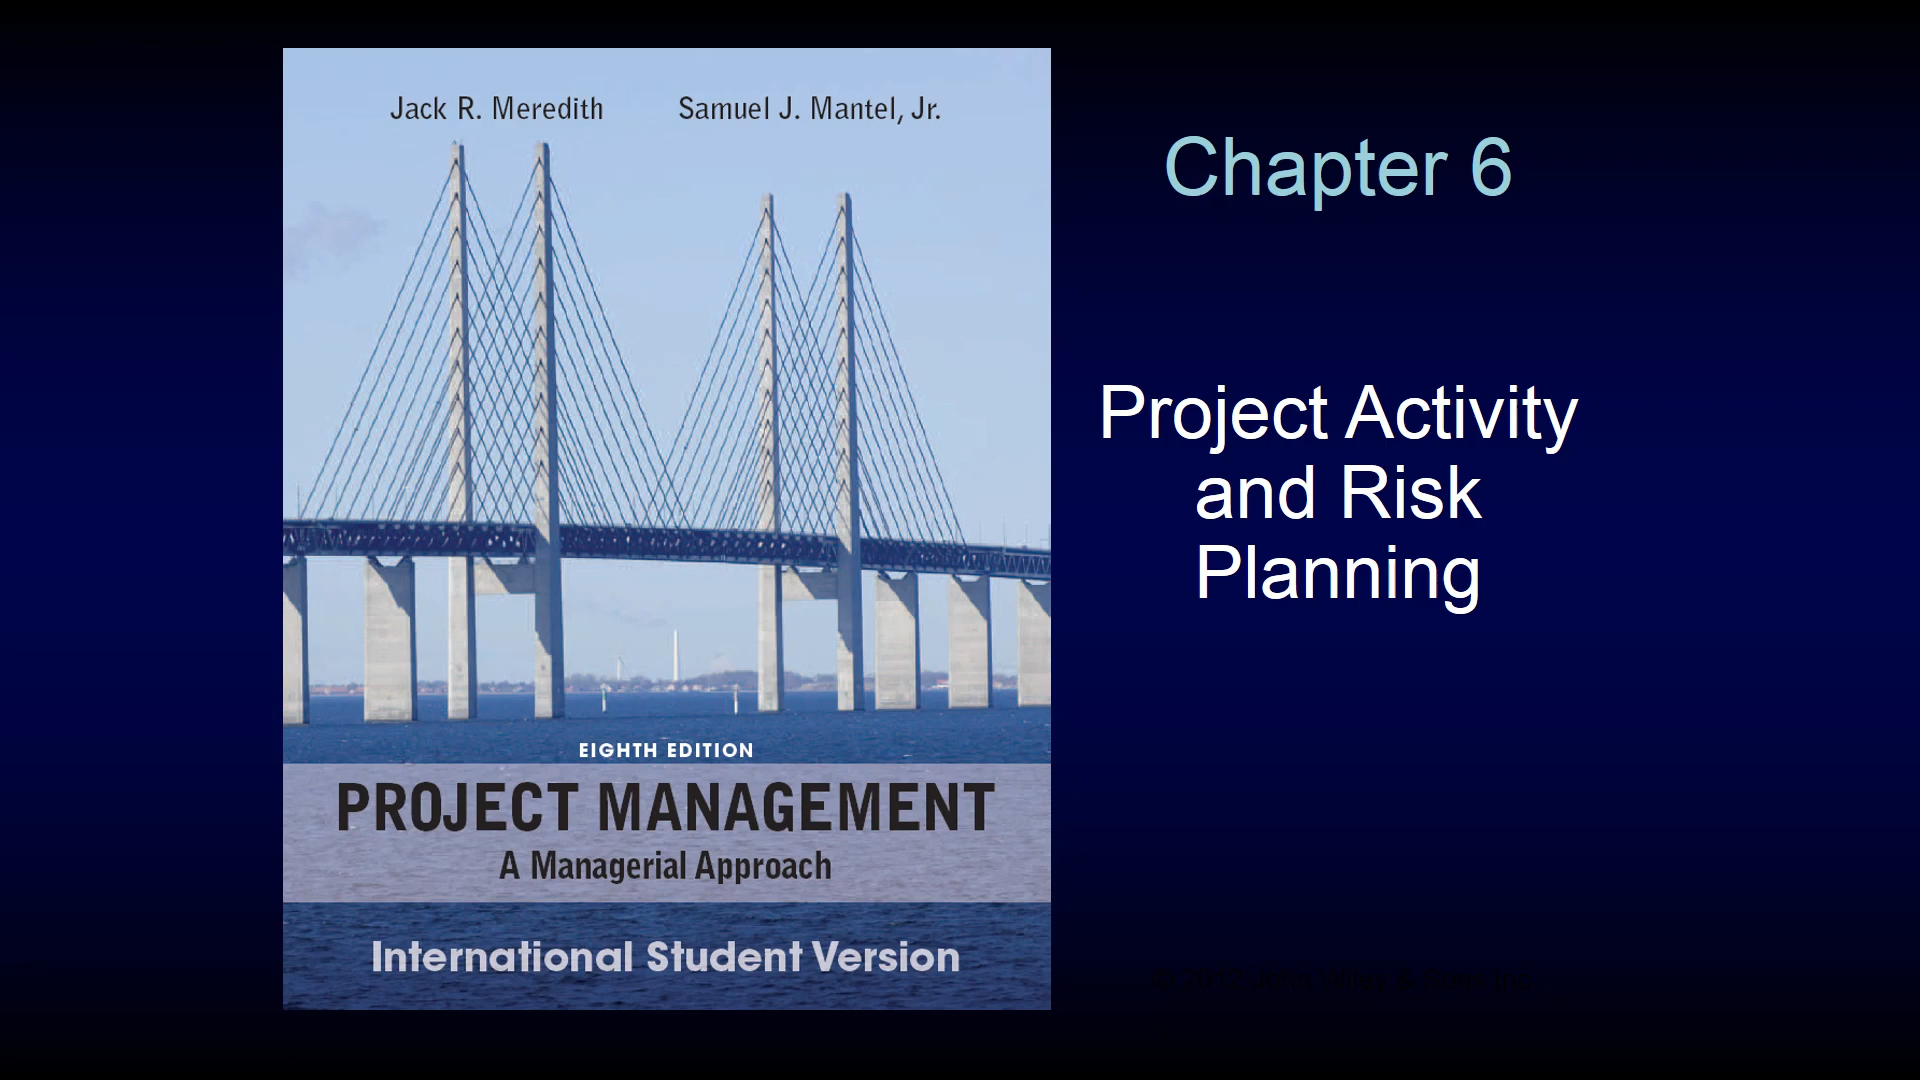 Jack R. Meredith Samuel J. Mantel, Jr.
EIGHTH EDITION
PROJECT MANAGEMENT
A Managerial Approach
International Student Version
Chapter 6
Project Activity
and Risk
Planning